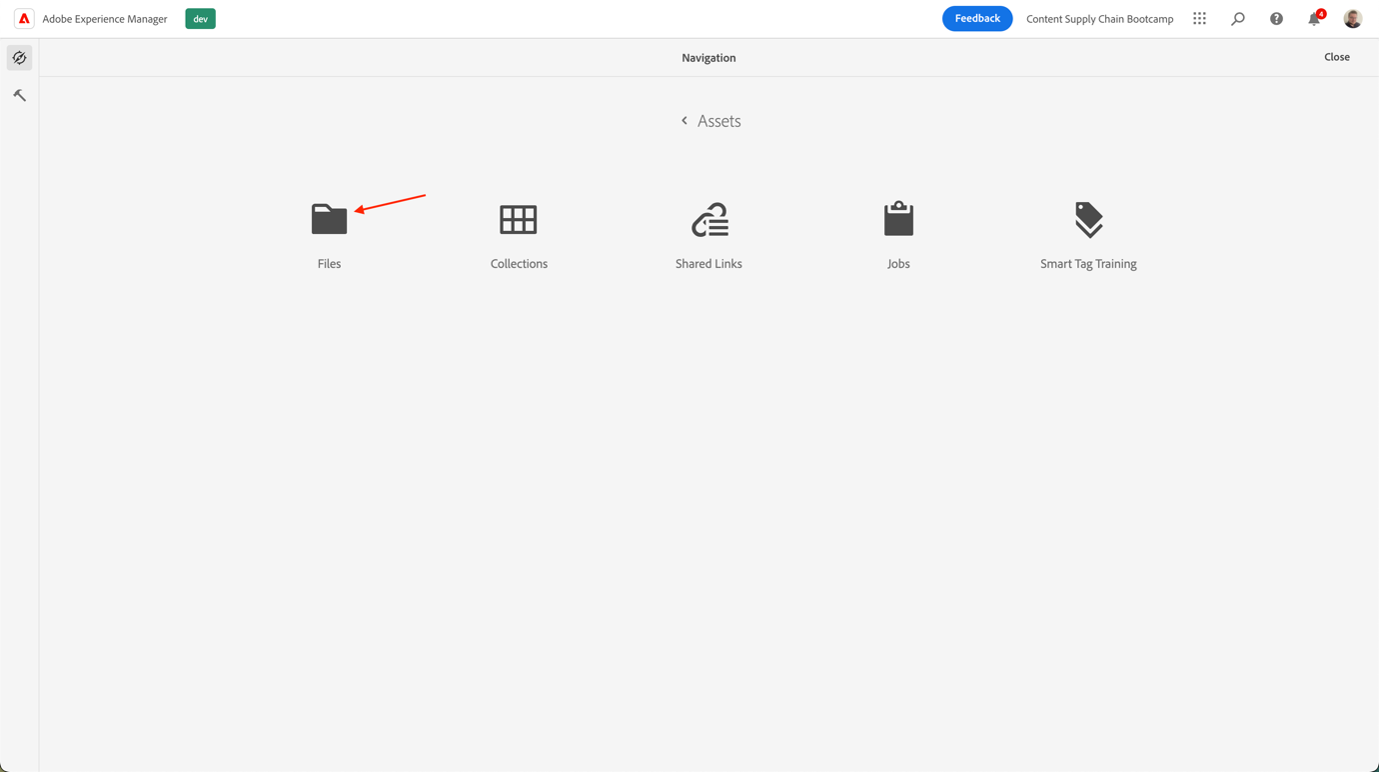 Adobe Experience Manager dev Feedback Content Supply Chain Bootcamp 4
Navigation Close
Assets
Files Collections Shared Links Jobs Smart Tag Training